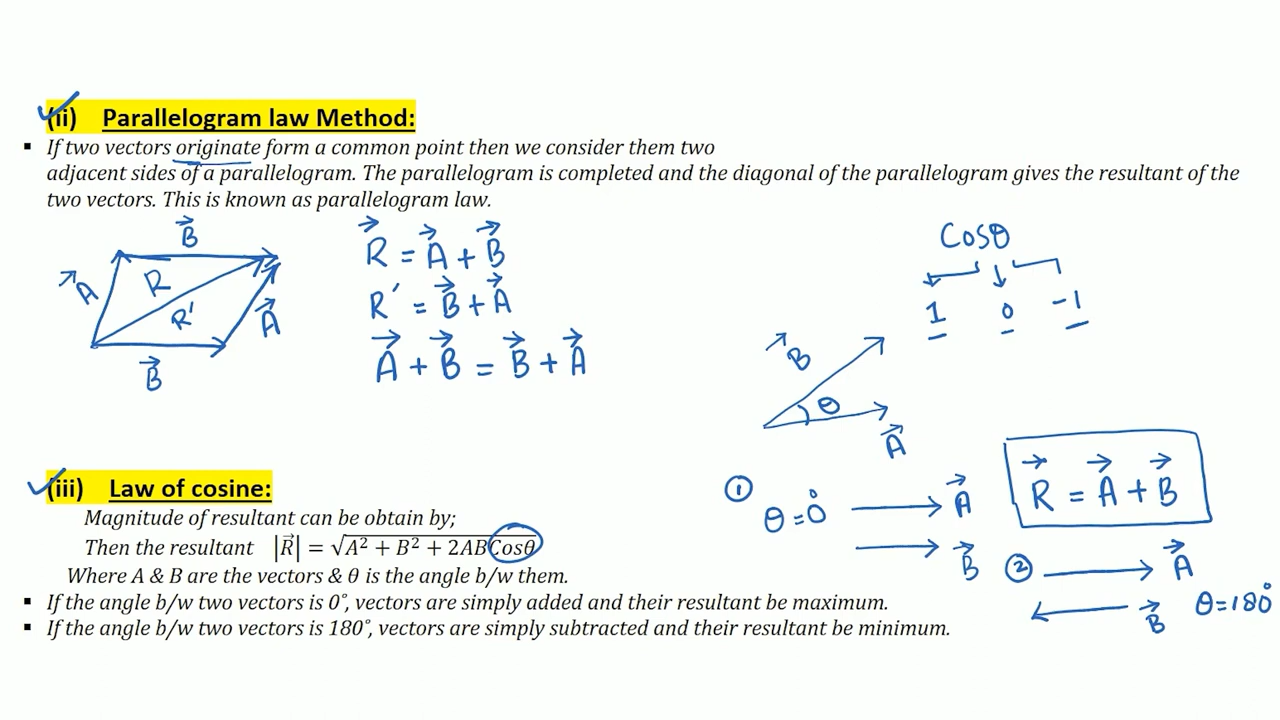 (ii) Parallelogram law Method:
▪ If two vectors originate form a common point then we consider them two
adjacent sides of a parallelogram. The parallelogram is completed and the diagonal of the parallelogram gives the resultant of the
two vectors. This is known as parallelogram law.
B⃗
A⃗
R
R'
A⃗
B⃗
R⃗ = A⃗ + B⃗
R' = B⃗ + A⃗
A⃗ + B⃗ = B⃗ + A⃗
Cosθ
1 0 -1
B⃗
θ
A⃗
(iii) Law of cosine:
Magnitude of resultant can be obtain by;
Then the resultant |R⃗| = √A² + B² + 2ABCosθ
Where A & B are the vectors & θ is the angle b/w them.
▪ If the angle b/w two vectors is 0°, vectors are simply added and their resultant be maximum.
▪ If the angle b/w two vectors is 180°, vectors are simply subtracted and their resultant be minimum.
① θ = 0° A⃗
B⃗
R⃗ = A⃗ + B⃗
② A⃗
B⃗ θ = 180°